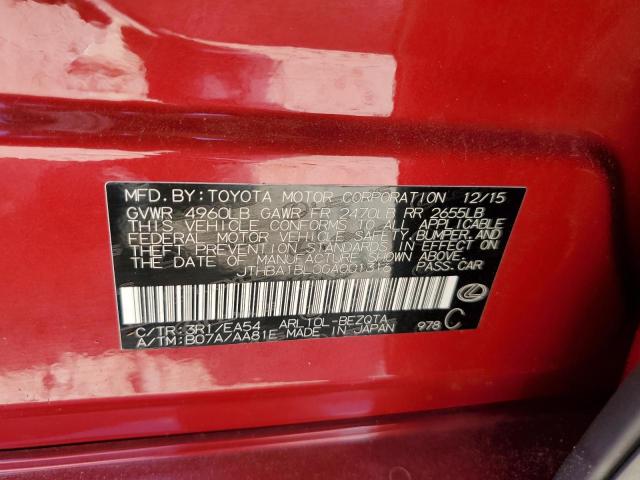 MFD. BY: TOYOTA MOTOR CORPORATION 12/15
GVWR 4960LB GAWR FR 2470LB RR 2655LB
THIS VEHICLE CONFORMS TO ALL APPLICABLE
FEDERAL MOTOR VEHICLE SAFETY, BUMPER, AND
THEFT PREVENTION STANDARDS IN EFFECT ON
THE DATE OF MANUFACTURE SHOWN ABOVE.
PASS.CAR
C/TR: 3R1/EA54 ARL10L-BEZQTA
A/TM: B07A/AA81E MADE IN JAPAN 978 C